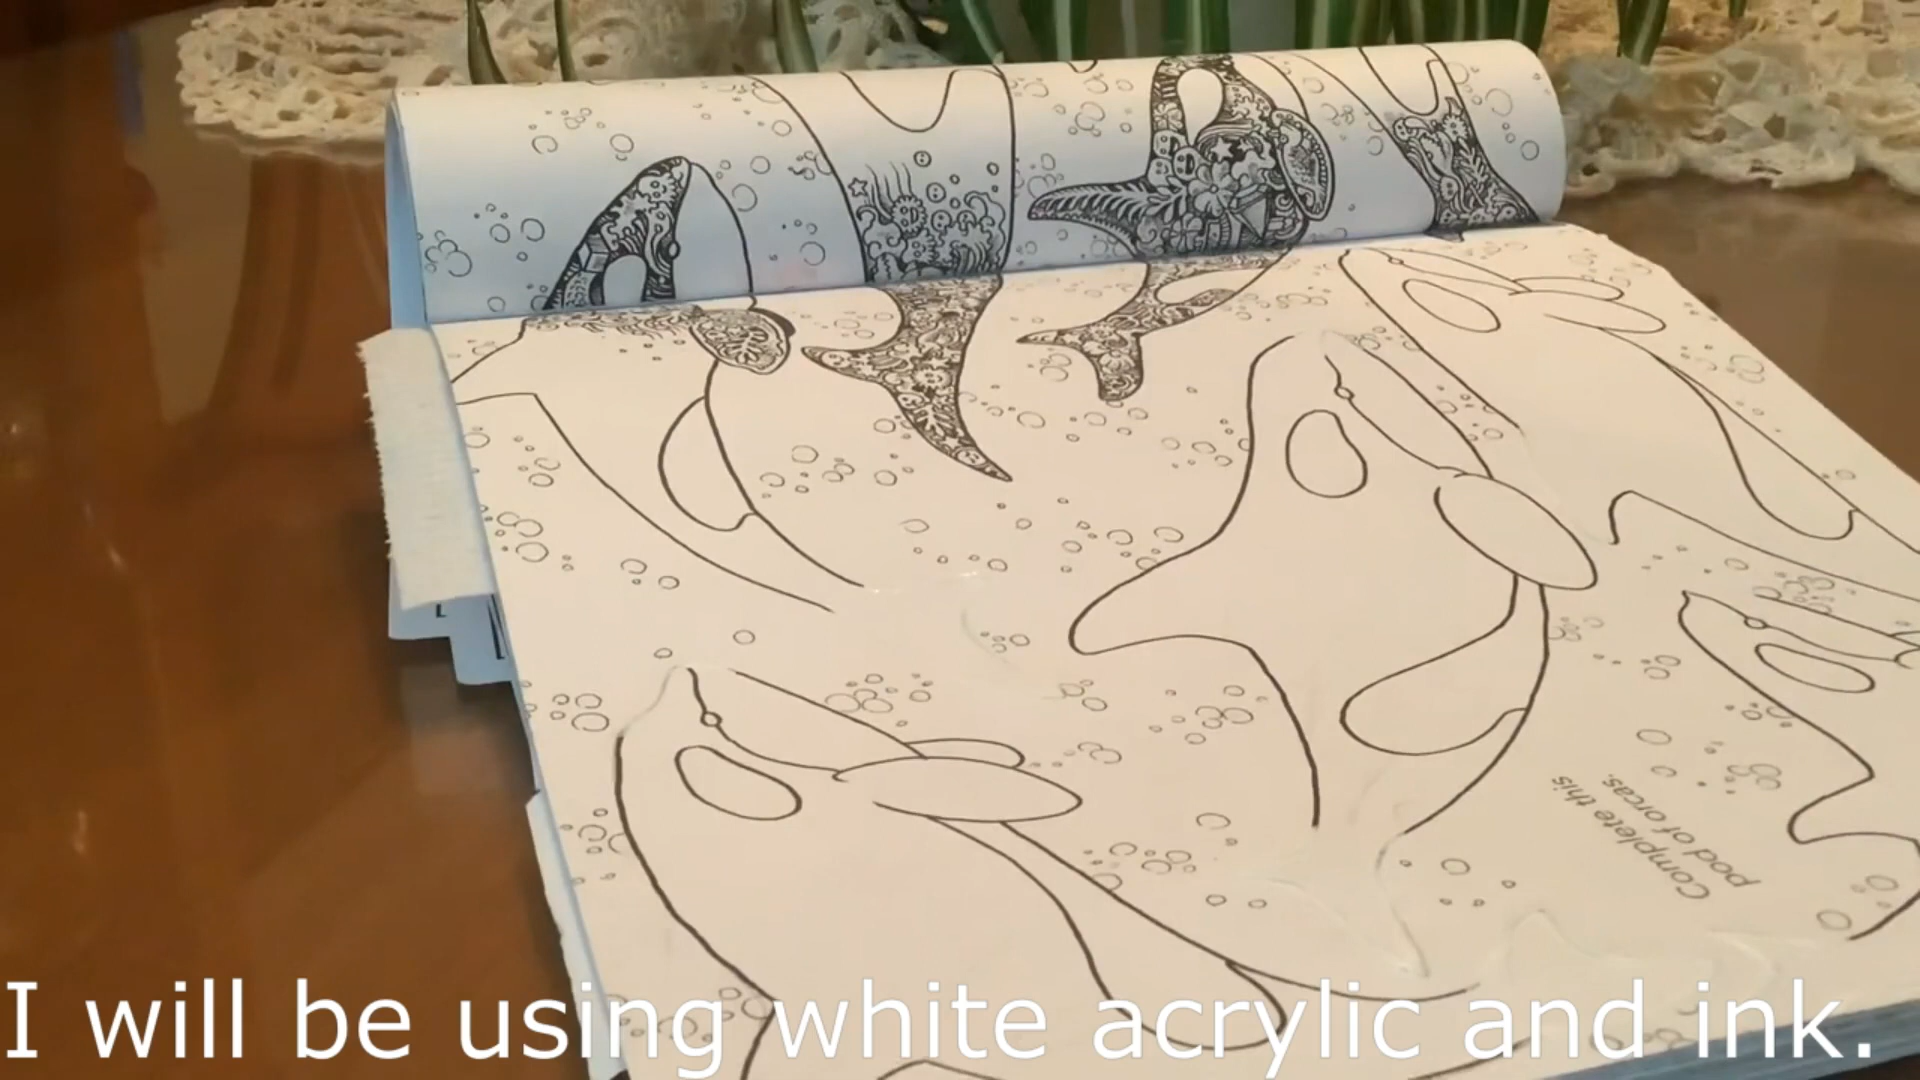 Complete this
pod of orcas.
I will be using white acrylic and ink.